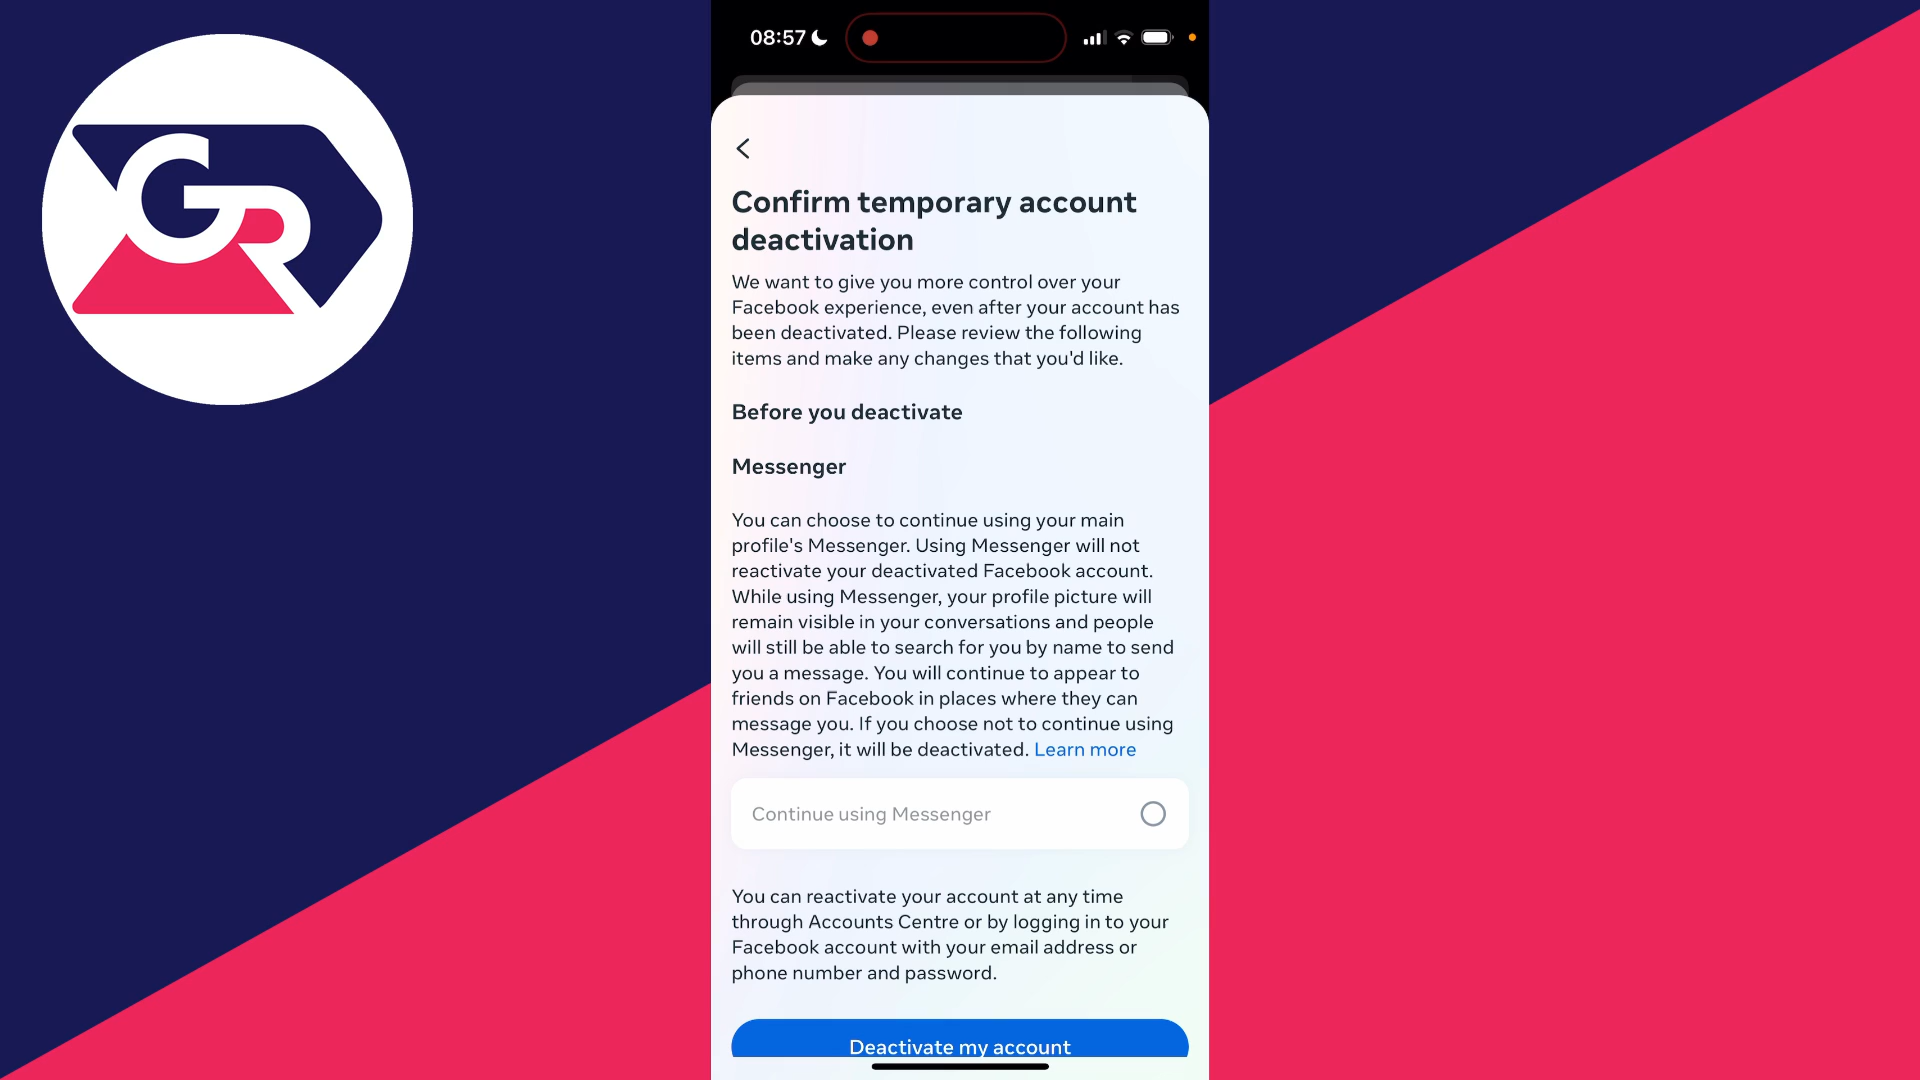 GR
08:57
Confirm temporary account
deactivation
We want to give you more control over your
Facebook experience, even after your account has
been deactivated. Please review the following
items and make any changes that you'd like.
Before you deactivate
Messenger
You can choose to continue using your main
profile's Messenger. Using Messenger will not
reactivate your deactivated Facebook account.
While using Messenger, your profile picture will
remain visible in your conversations and people
will still be able to search for you by name to send
you a message. You will continue to appear to
friends on Facebook in places where they can
message you. If you choose not to continue using
Messenger, it will be deactivated. Learn more
Continue using Messenger
You can reactivate your account at any time
through Accounts Centre or by logging in to your
Facebook account with your email address or
phone number and password.
Deactivate my account